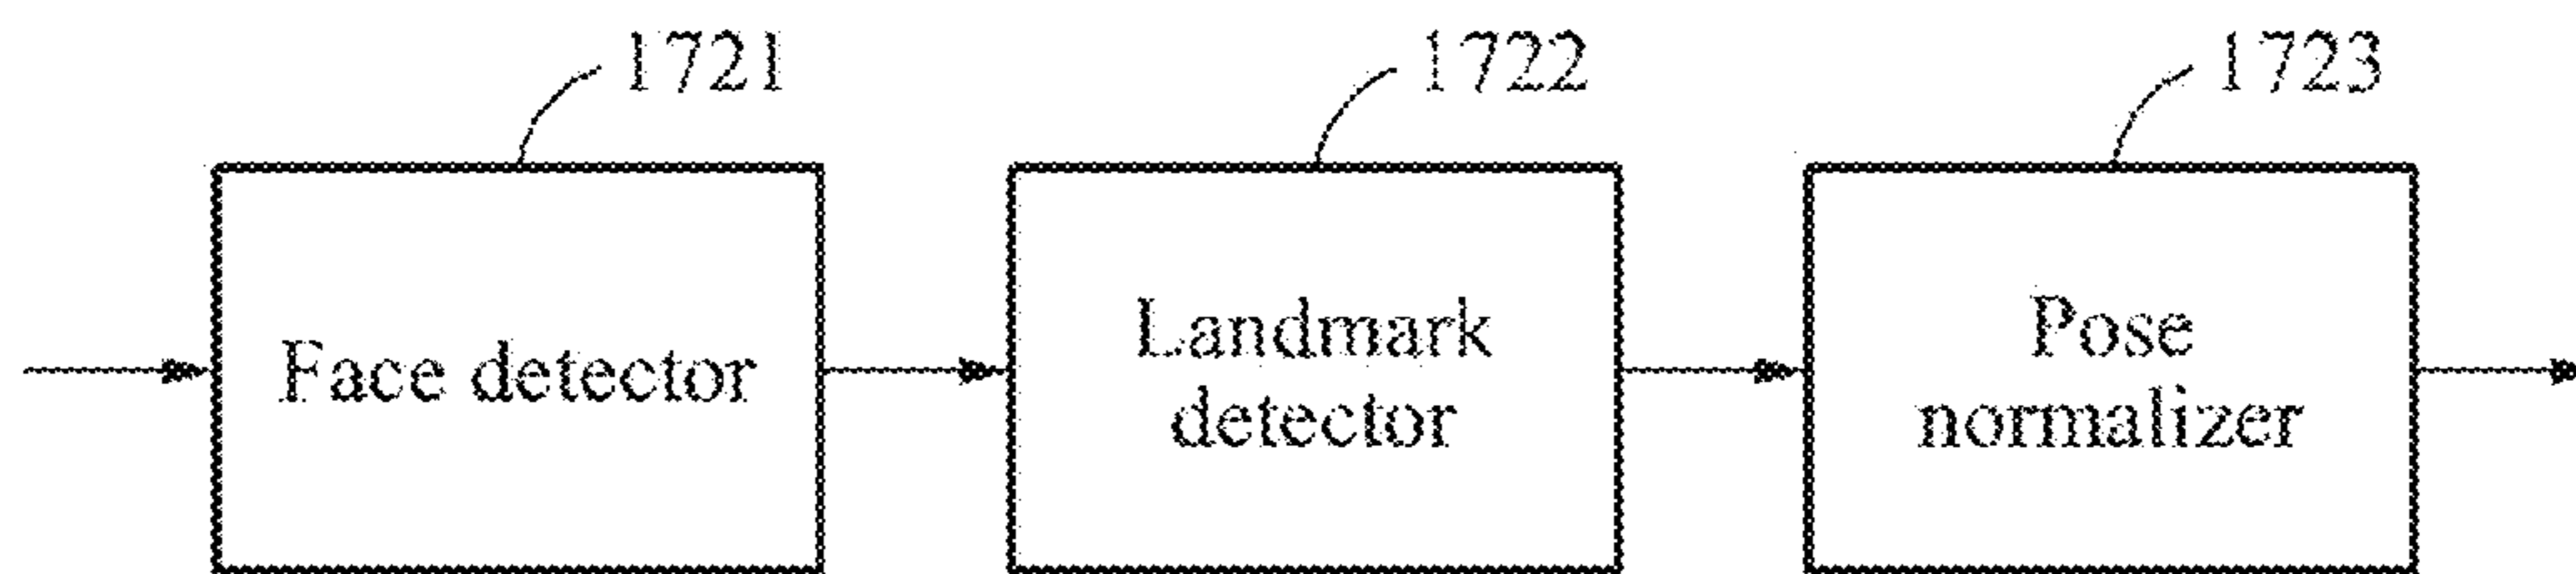 1721
1722
1723
Face detector
Landmark
detector
Pose
normalizer